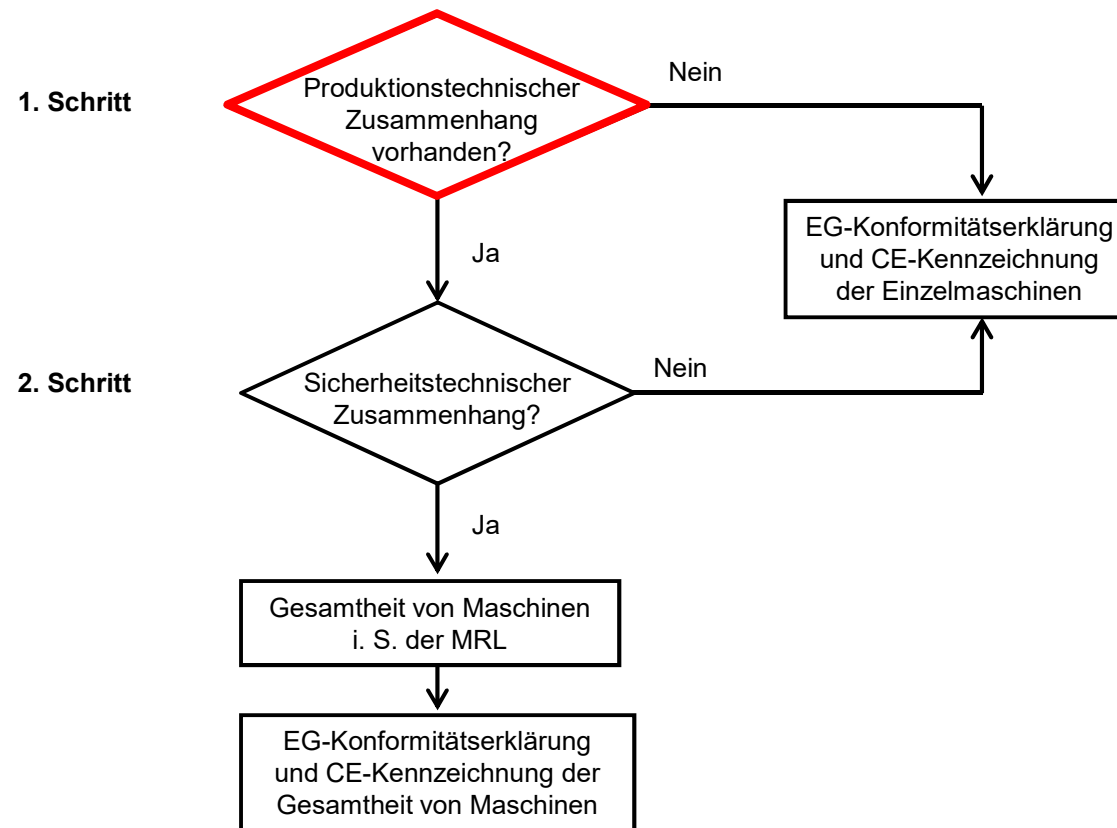 1. Schritt
Produktionstechnischer
Zusammenhang
vorhanden?
Nein
Ja
EG-Konformitätserklärung
und CE-Kennzeichnung
der Einzelmaschinen
2. Schritt
Sicherheitstechnischer
Zusammenhang?
Nein
Ja
Gesamtheit von Maschinen
i. S. der MRL
EG-Konformitätserklärung
und CE-Kennzeichnung der
Gesamtheit von Maschinen